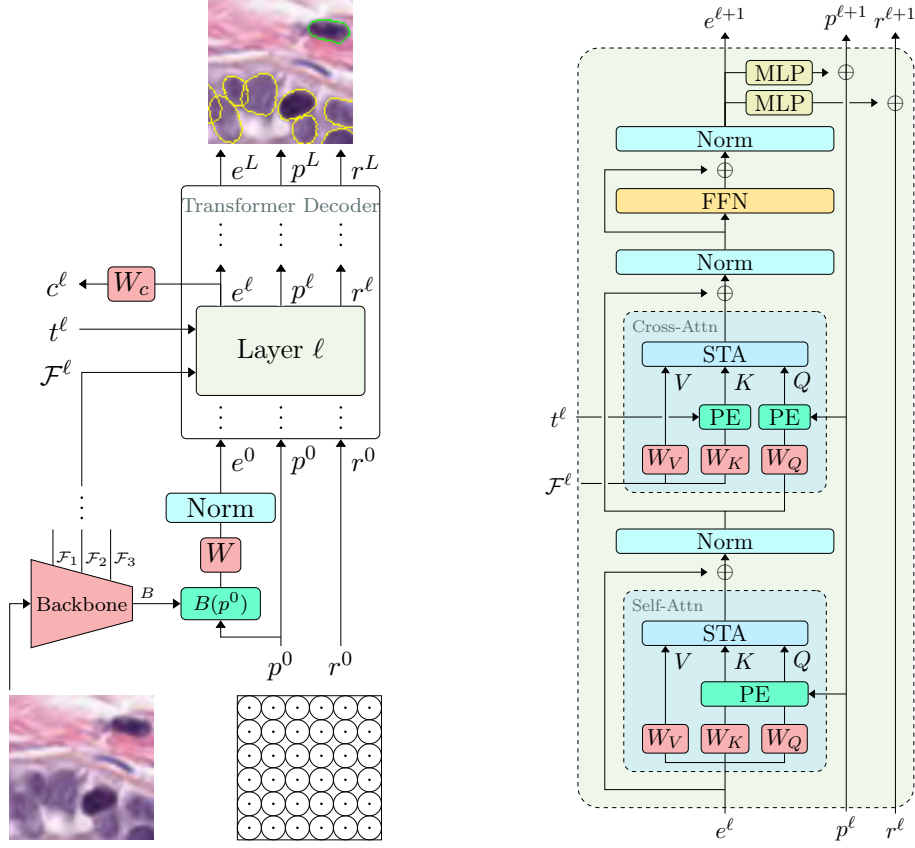 e^L p^L r^L
Transformer Decoder
⋮ ⋮ ⋮
c^ℓ W_c e^ℓ p^ℓ r^ℓ
t^ℓ
Layer ℓ
F^ℓ
⋮ ⋮ ⋮
e^0 p^0 r^0
Norm
⋮
F_1 F_2 F_3
W
Backbone B B(p^0)
p^0 r^0
e^{ℓ+1} p^{ℓ+1} r^{ℓ+1}
MLP
MLP
Norm
FFN
Norm
Cross-Attn
STA
V K Q
t^ℓ PE PE
W_V W_K W_Q
F^ℓ
Norm
Self-Attn
STA
V K Q
PE
W_V W_K W_Q
e^ℓ p^ℓ r^ℓ